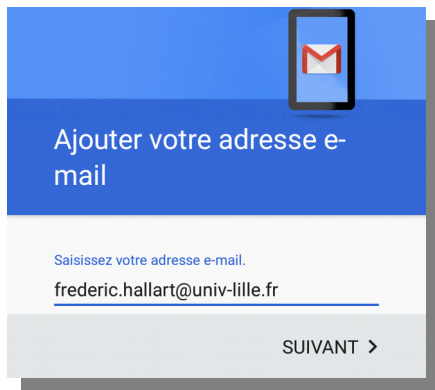 Ajouter votre adresse e-
mail
Saisissez votre adresse e-mail.
frederic.hallart@univ-lille.fr
SUIVANT